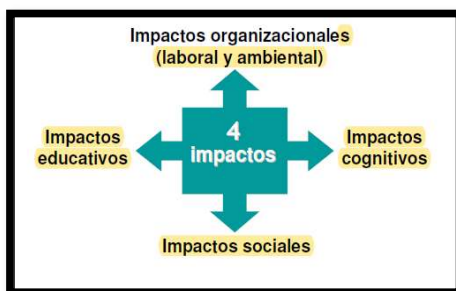 Impactos organizacionales
(laboral y ambiental)
4
impactos
Impactos
educativos
Impactos
cognitivos
Impactos sociales